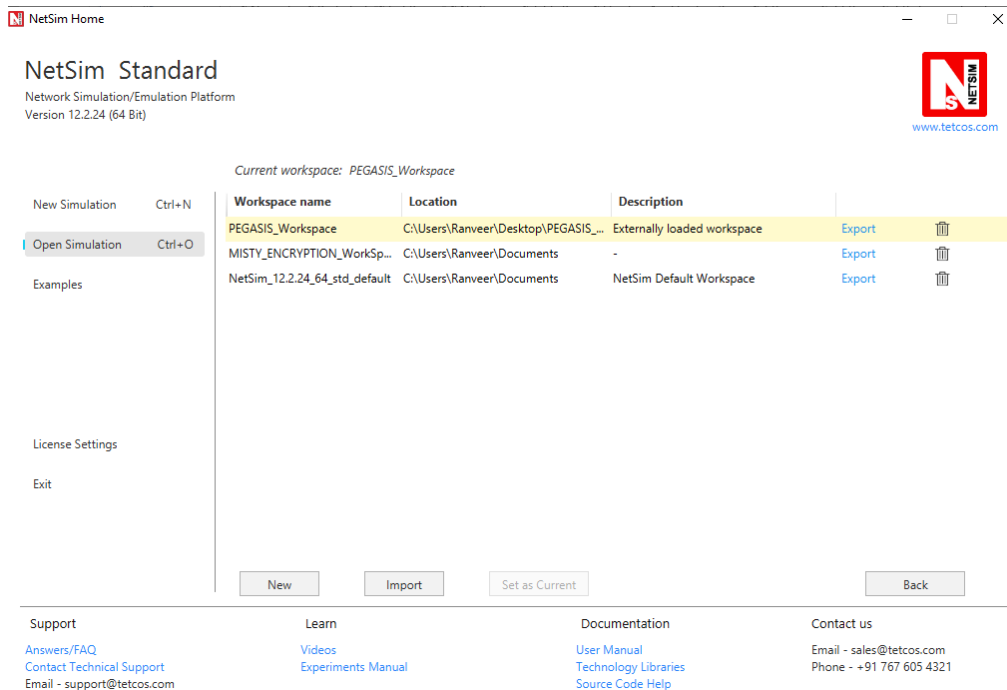 NetSim Home
NetSim Standard
Network Simulation/Emulation Platform
Version 12.2.24 (64 Bit)
NS NETSIM
www.tetcos.com
Current workspace: PEGASIS_Workspace
New Simulation Ctrl+N
Open Simulation Ctrl+O
Examples
License Settings
Exit
Workspace name Location Description
PEGASIS_Workspace C:\Users\Ranveer\Desktop\PEGASIS_... Externally loaded workspace Export
MISTY_ENCRYPTION_WorkSp... C:\Users\Ranveer\Documents - Export
NetSim_12.2.24_64_std_default C:\Users\Ranveer\Documents NetSim Default Workspace Export
New Import Set as Current Back
Support Learn Documentation Contact us
Answers/FAQ Videos User Manual Email - sales@tetcos.com
Contact Technical Support Experiments Manual Technology Libraries Phone - +91 767 605 4321
Email - support@tetcos.com Source Code Help